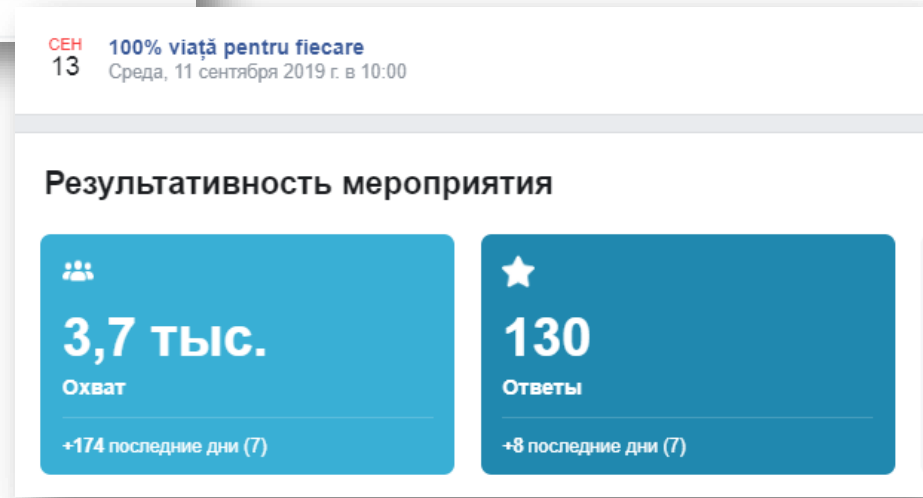 СЕН
13
100% viață pentru fiecare
Среда, 11 сентября 2019 г. в 10:00
Результативность мероприятия
3,7 тыс.
Охват
+174 последние дни (7)
130
Ответы
+8 последние дни (7)